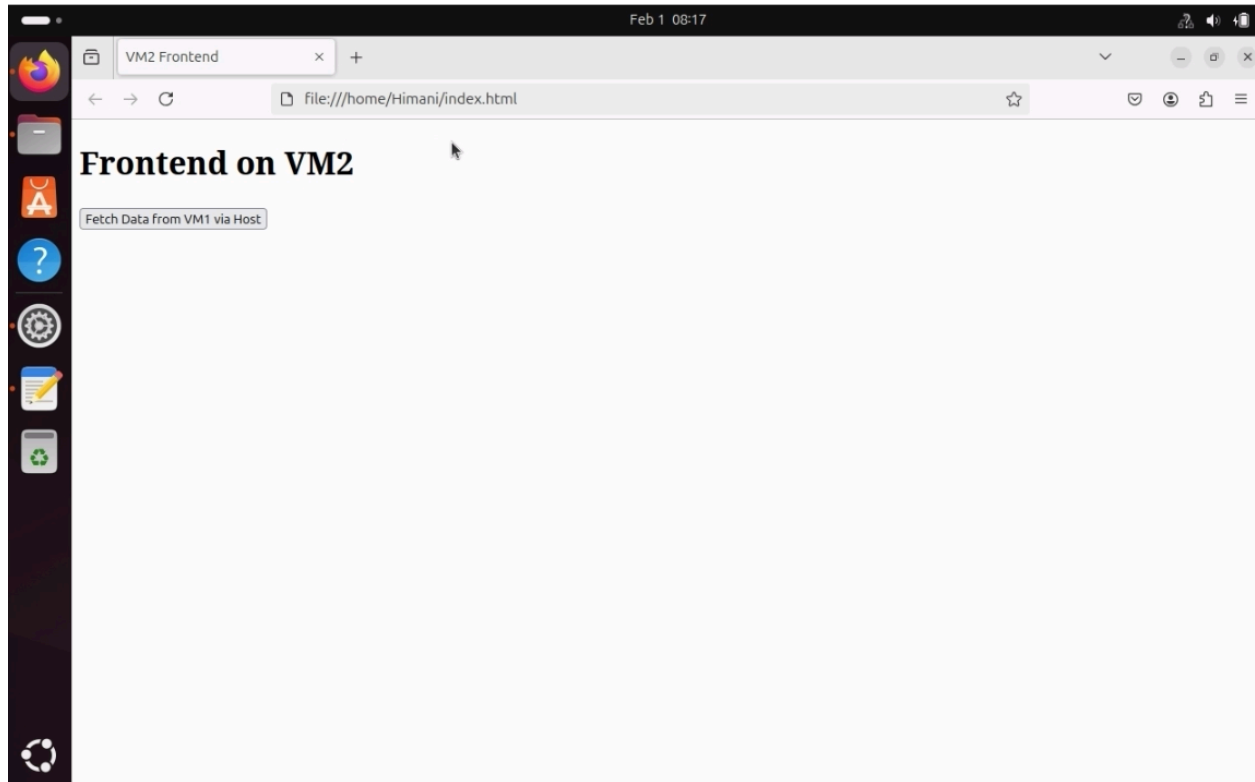 Feb 1 08:17
VM2 Frontend
file:///home/Himani/index.html
Frontend on VM2
Fetch Data from VM1 via Host